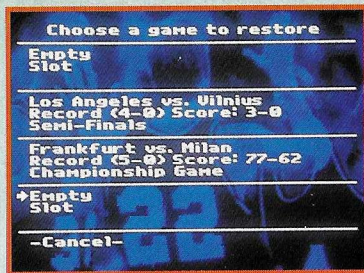 Choose a game to restore
Empty
Slot
Los Angeles vs. Vilnius
Record (4-0) Score: 3-0
Semi-Finals
Frankfurt vs. Milan
Record (5-0) Score: 77-62
Championship Game
Empty
Slot
-Cancel-
22